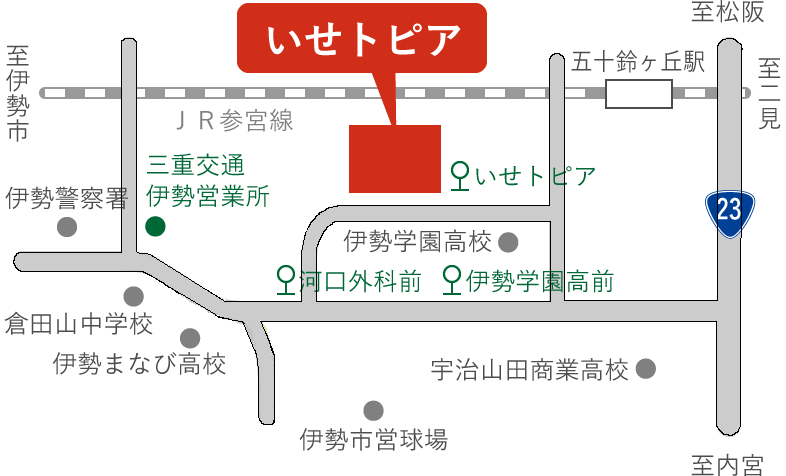 至松阪
いせトピア
五十鈴ヶ丘駅
至伊勢市
至二見
ＪＲ参宮線
三重交通
伊勢営業所
いせトピア
伊勢警察署
23
伊勢学園高校
河口外科前
伊勢学園高前
倉田山中学校
伊勢まなび高校
宇治山田商業高校
伊勢市営球場
至内宮